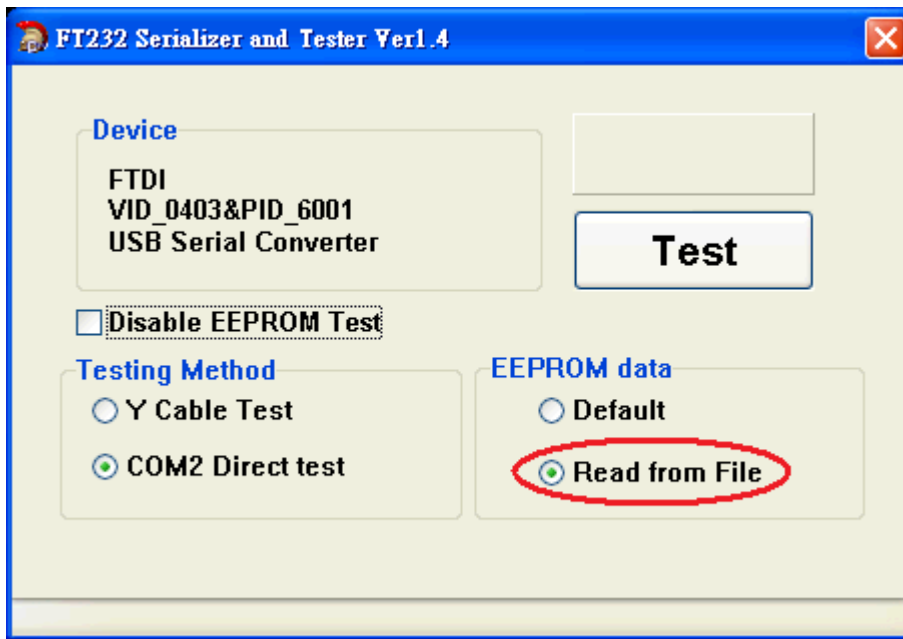 FT232 Serializer and Tester Ver1.4
Device
FTDI
VID_0403&PID_6001
USB Serial Converter
Test
Disable EEPROM Test
Testing Method
Y Cable Test
COM2 Direct test
EEPROM data
Default
Read from File